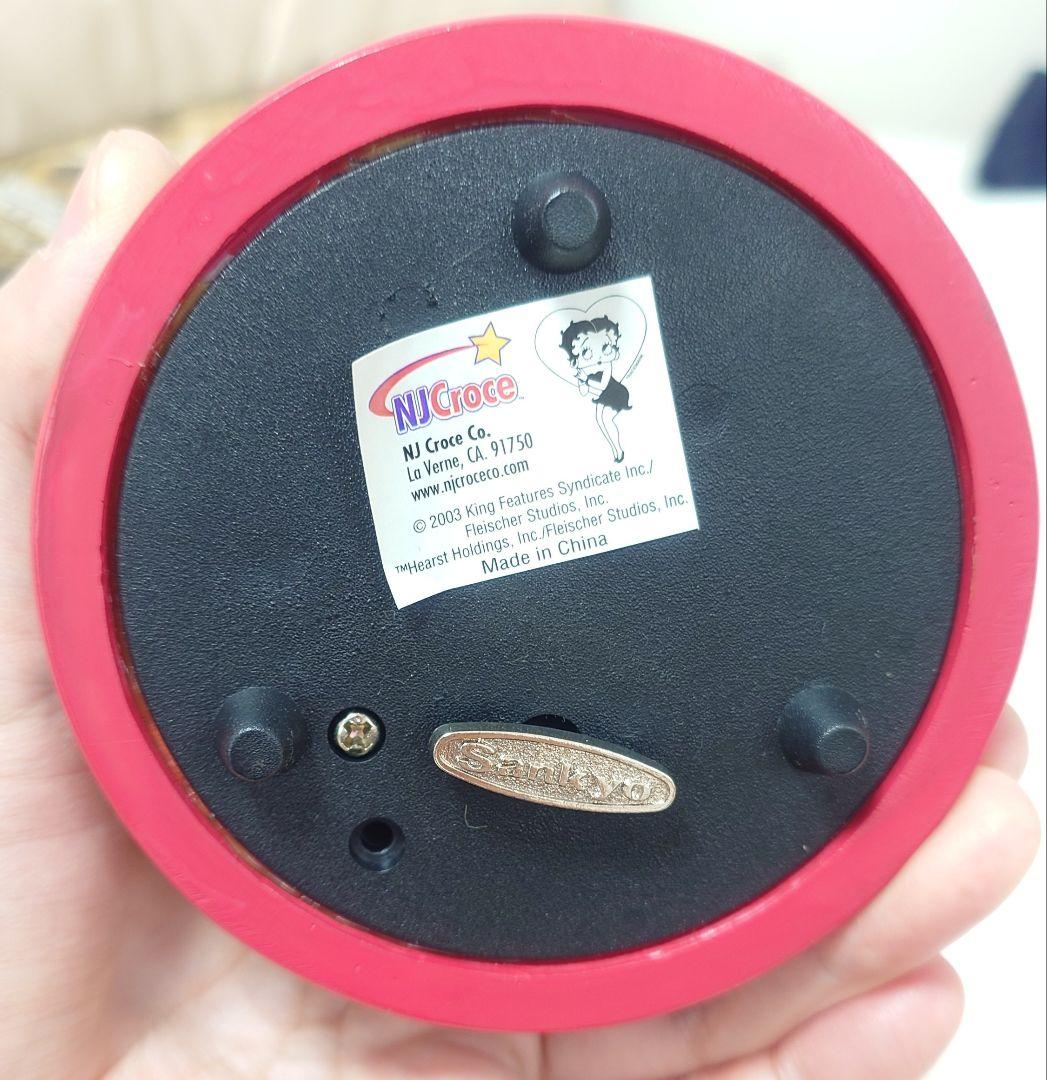 NJCroce
NJ Croce Co.
La Verne, CA. 91750
www.njcroceco.com
© 2003 King Features Syndicate Inc./
Fleischer Studios, Inc.
™Hearst Holdings, Inc./Fleischer Studios, Inc.
Made in China
Sankyo